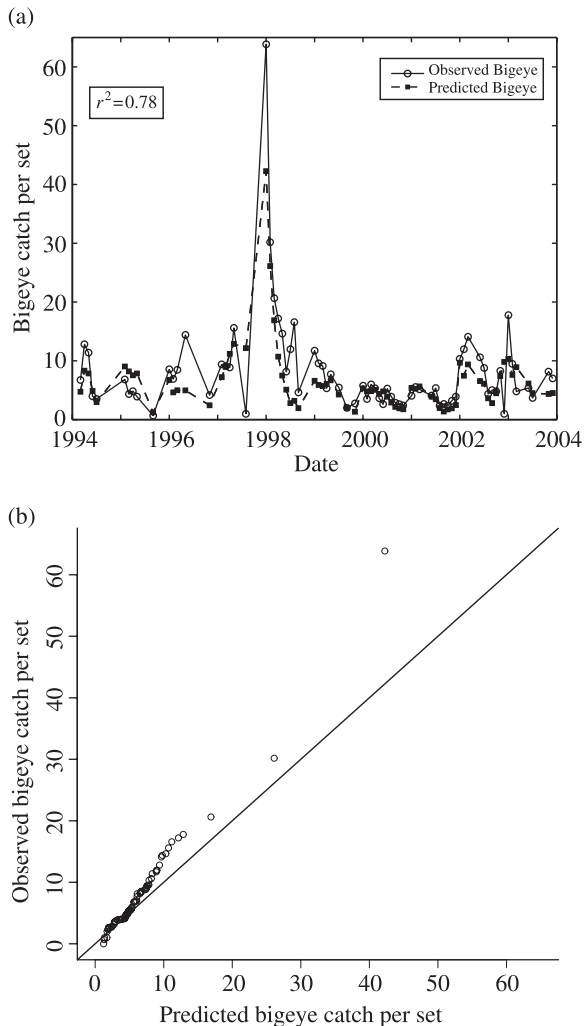 (a)
60
50
40
30
20
10
0
Bigeye catch per set
r²=0.78
Observed Bigeye
Predicted Bigeye
1994 1996 1998 2000 2002 2004
Date
(b)
60
50
40
30
20
10
0
Observed bigeye catch per set
0 10 20 30 40 50 60
Predicted bigeye catch per set